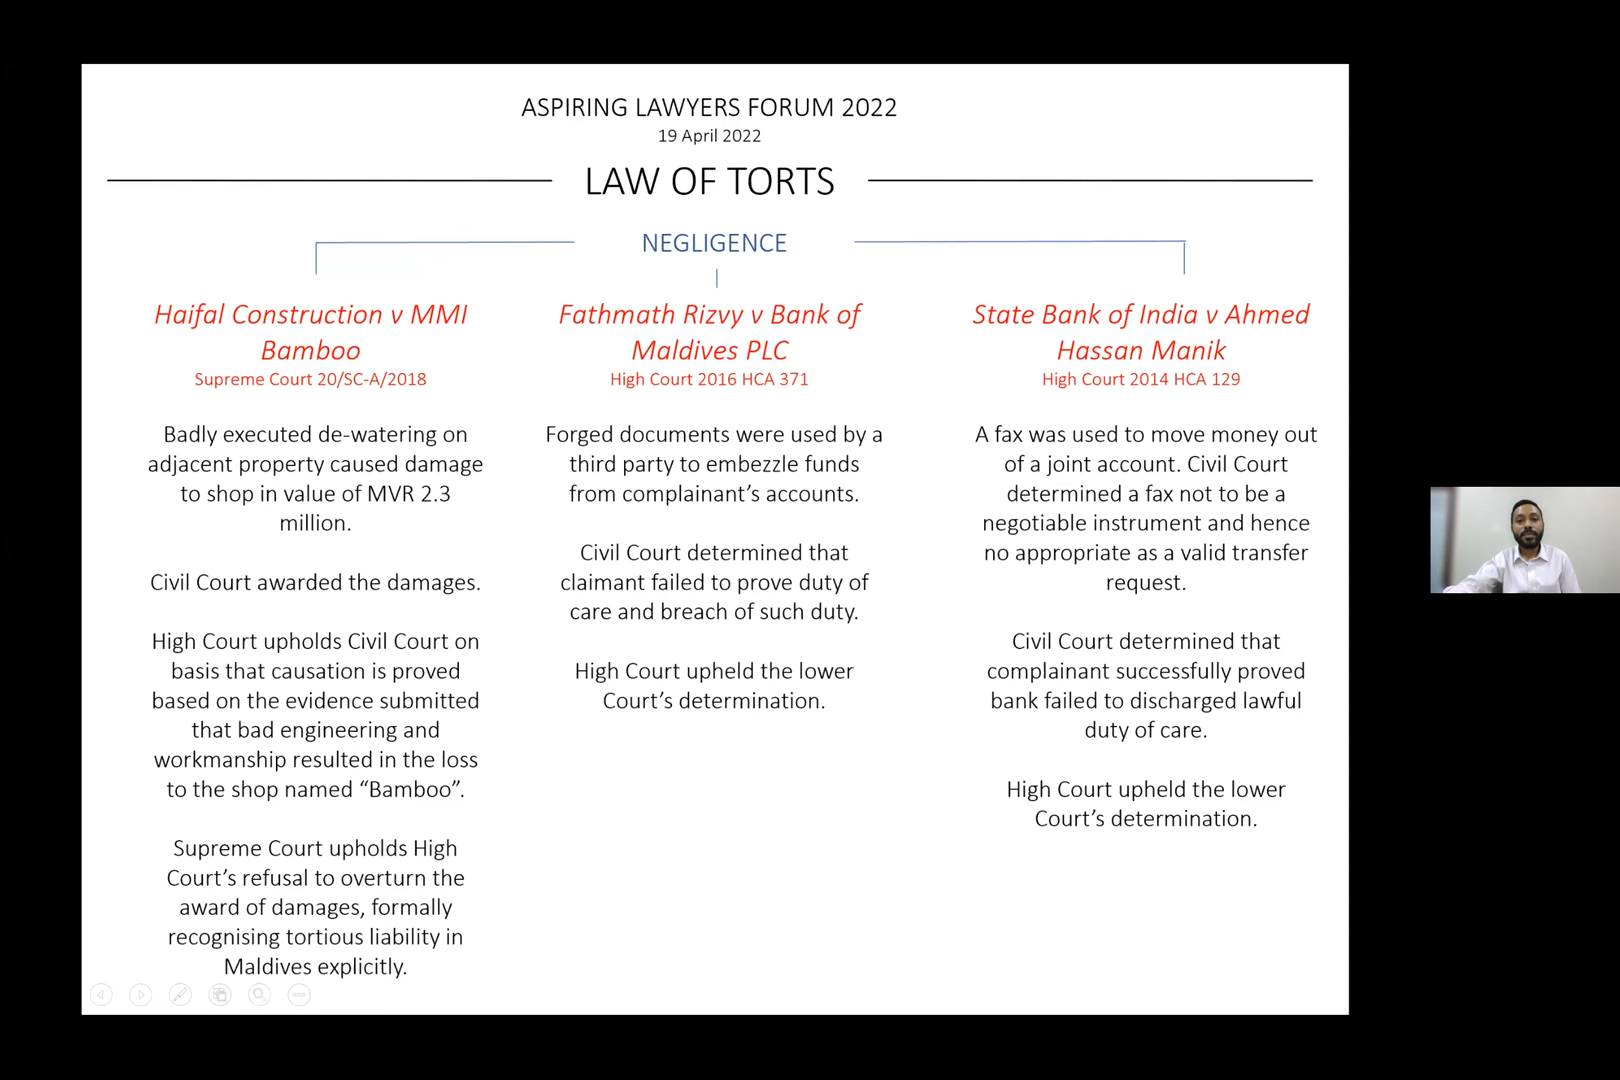 ASPIRING LAWYERS FORUM 2022
19 April 2022
LAW OF TORTS
NEGLIGENCE
Haifal Construction v MMI
Bamboo
Supreme Court 20/SC-A/2018
Badly executed de-watering on
adjacent property caused damage
to shop in value of MVR 2.3
million.
Civil Court awarded the damages.
High Court upholds Civil Court on
basis that causation is proved
based on the evidence submitted
that bad engineering and
workmanship resulted in the loss
to the shop named “Bamboo”.
Supreme Court upholds High
Court’s refusal to overturn the
award of damages, formally
recognising tortious liability in
Maldives explicitly.
Fathmath Rizvy v Bank of
Maldives PLC
High Court 2016 HCA 371
Forged documents were used by a
third party to embezzle funds
from complainant’s accounts.
Civil Court determined that
claimant failed to prove duty of
care and breach of such duty.
High Court upheld the lower
Court’s determination.
State Bank of India v Ahmed
Hassan Manik
High Court 2014 HCA 129
A fax was used to move money out
of a joint account. Civil Court
determined a fax not to be a
negotiable instrument and hence
no appropriate as a valid transfer
request.
Civil Court determined that
complainant successfully proved
bank failed to discharged lawful
duty of care.
High Court upheld the lower
Court’s determination.